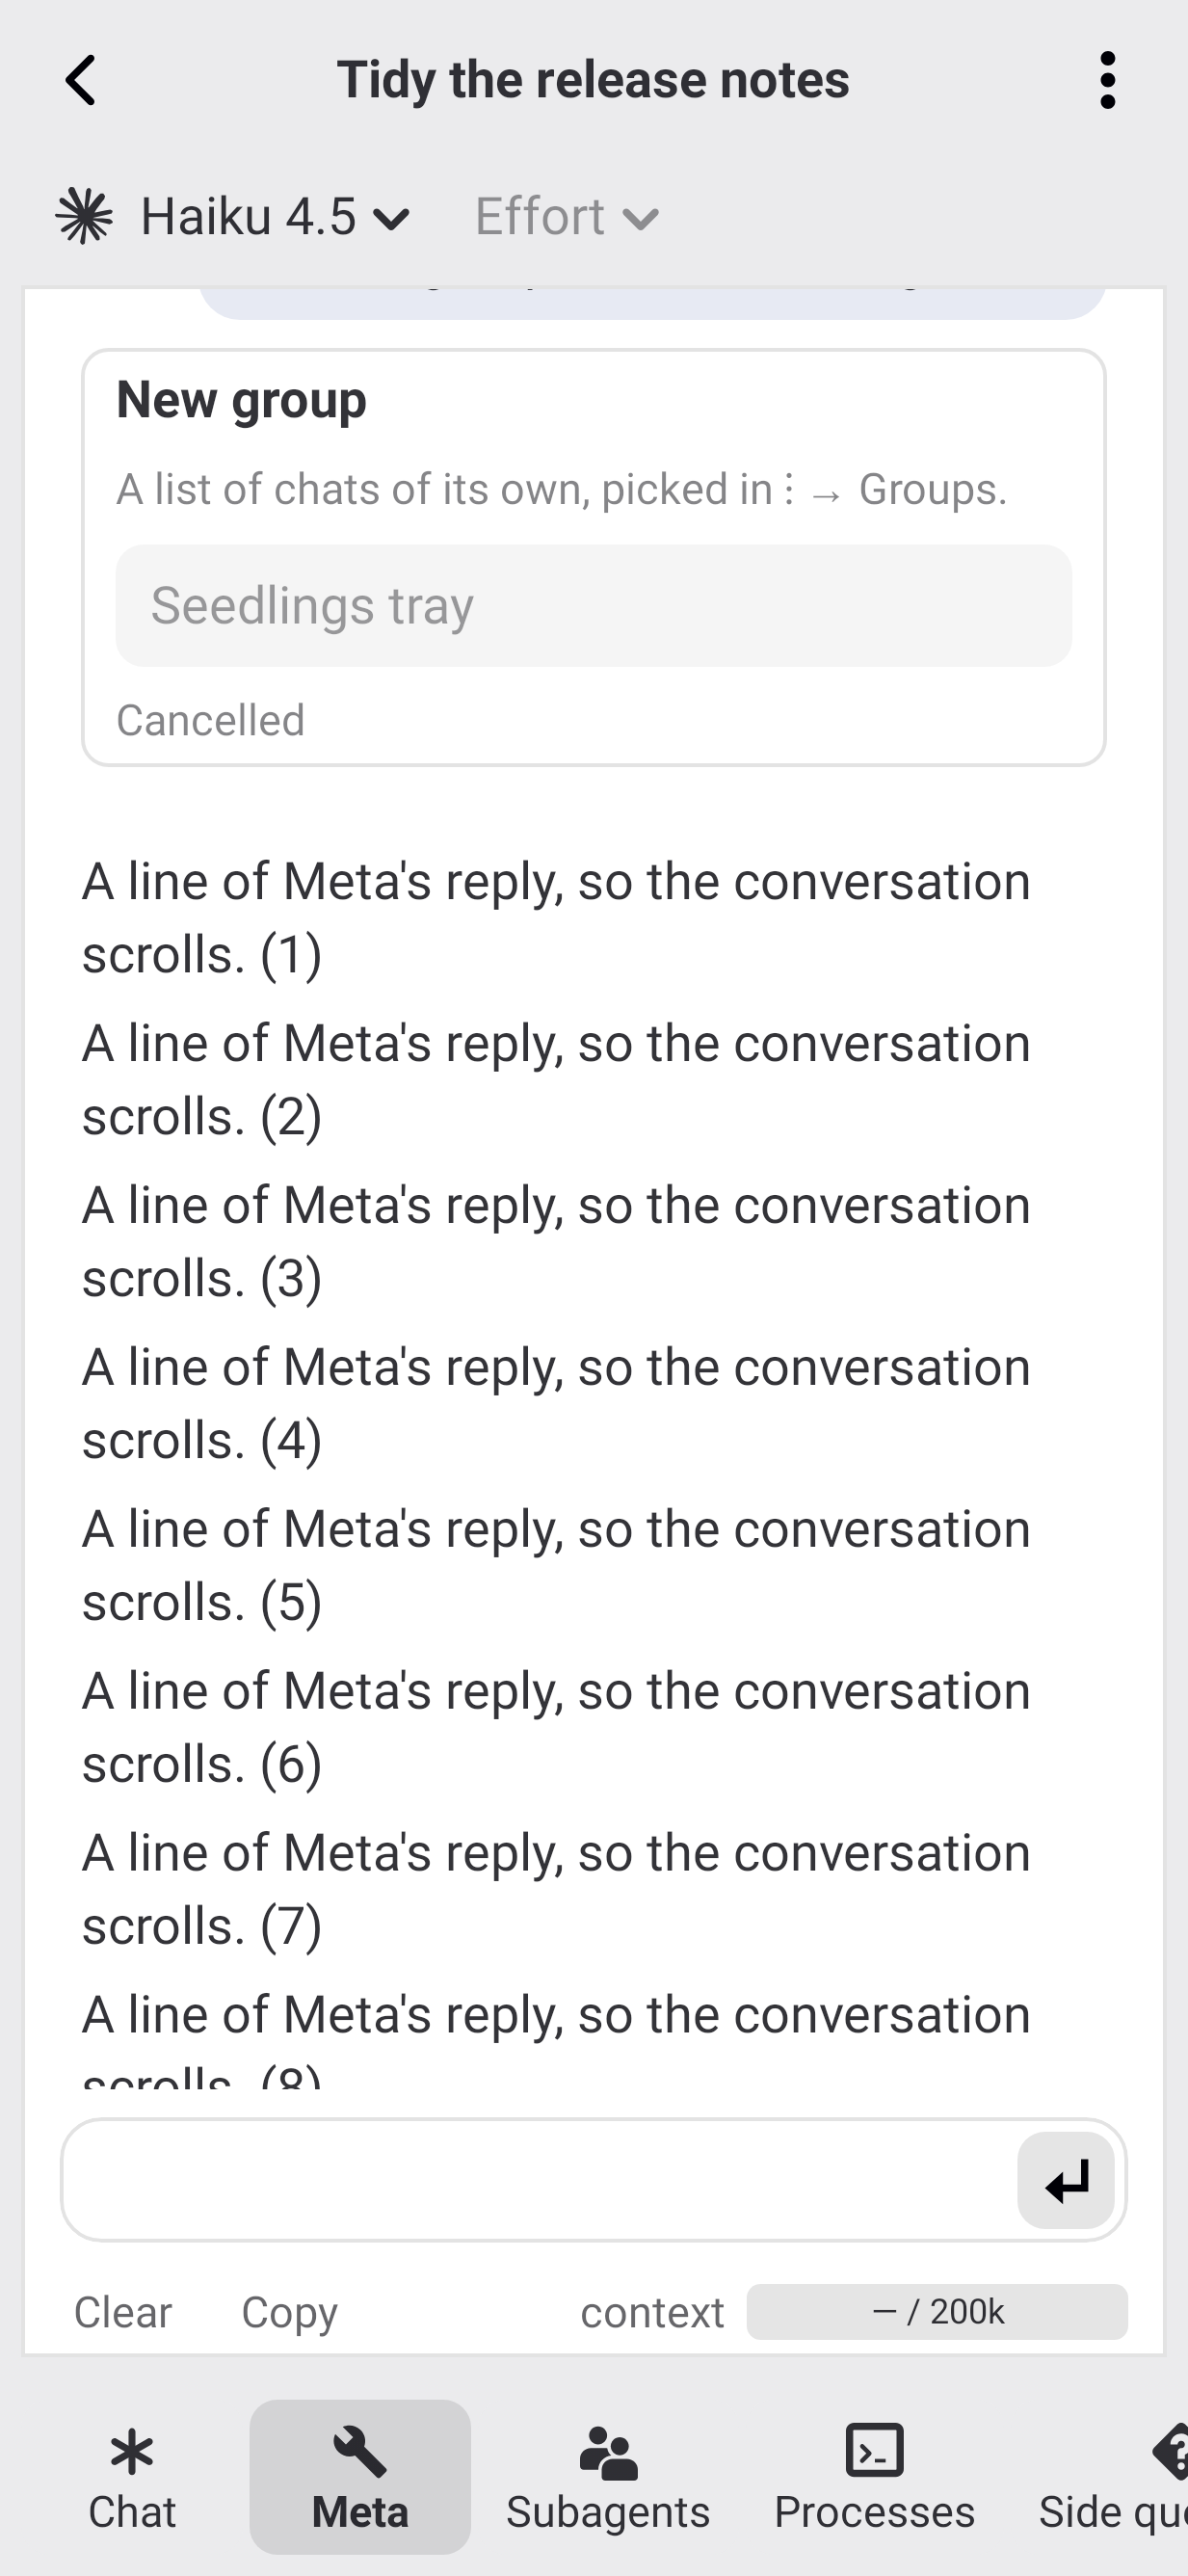 Tidy the release notes
Haiku 4.5
Effort
New group
A list of chats of its own, picked in ⋮ → Groups.
Seedlings tray
Cancelled
A line of Meta's reply, so the conversation
scrolls. (1)
A line of Meta's reply, so the conversation
scrolls. (2)
A line of Meta's reply, so the conversation
scrolls. (3)
A line of Meta's reply, so the conversation
scrolls. (4)
A line of Meta's reply, so the conversation
scrolls. (5)
A line of Meta's reply, so the conversation
scrolls. (6)
A line of Meta's reply, so the conversation
scrolls. (7)
A line of Meta's reply, so the conversation
scrolls. (8)
Clear Copy context – / 200k
Chat Meta Subagents Processes Side